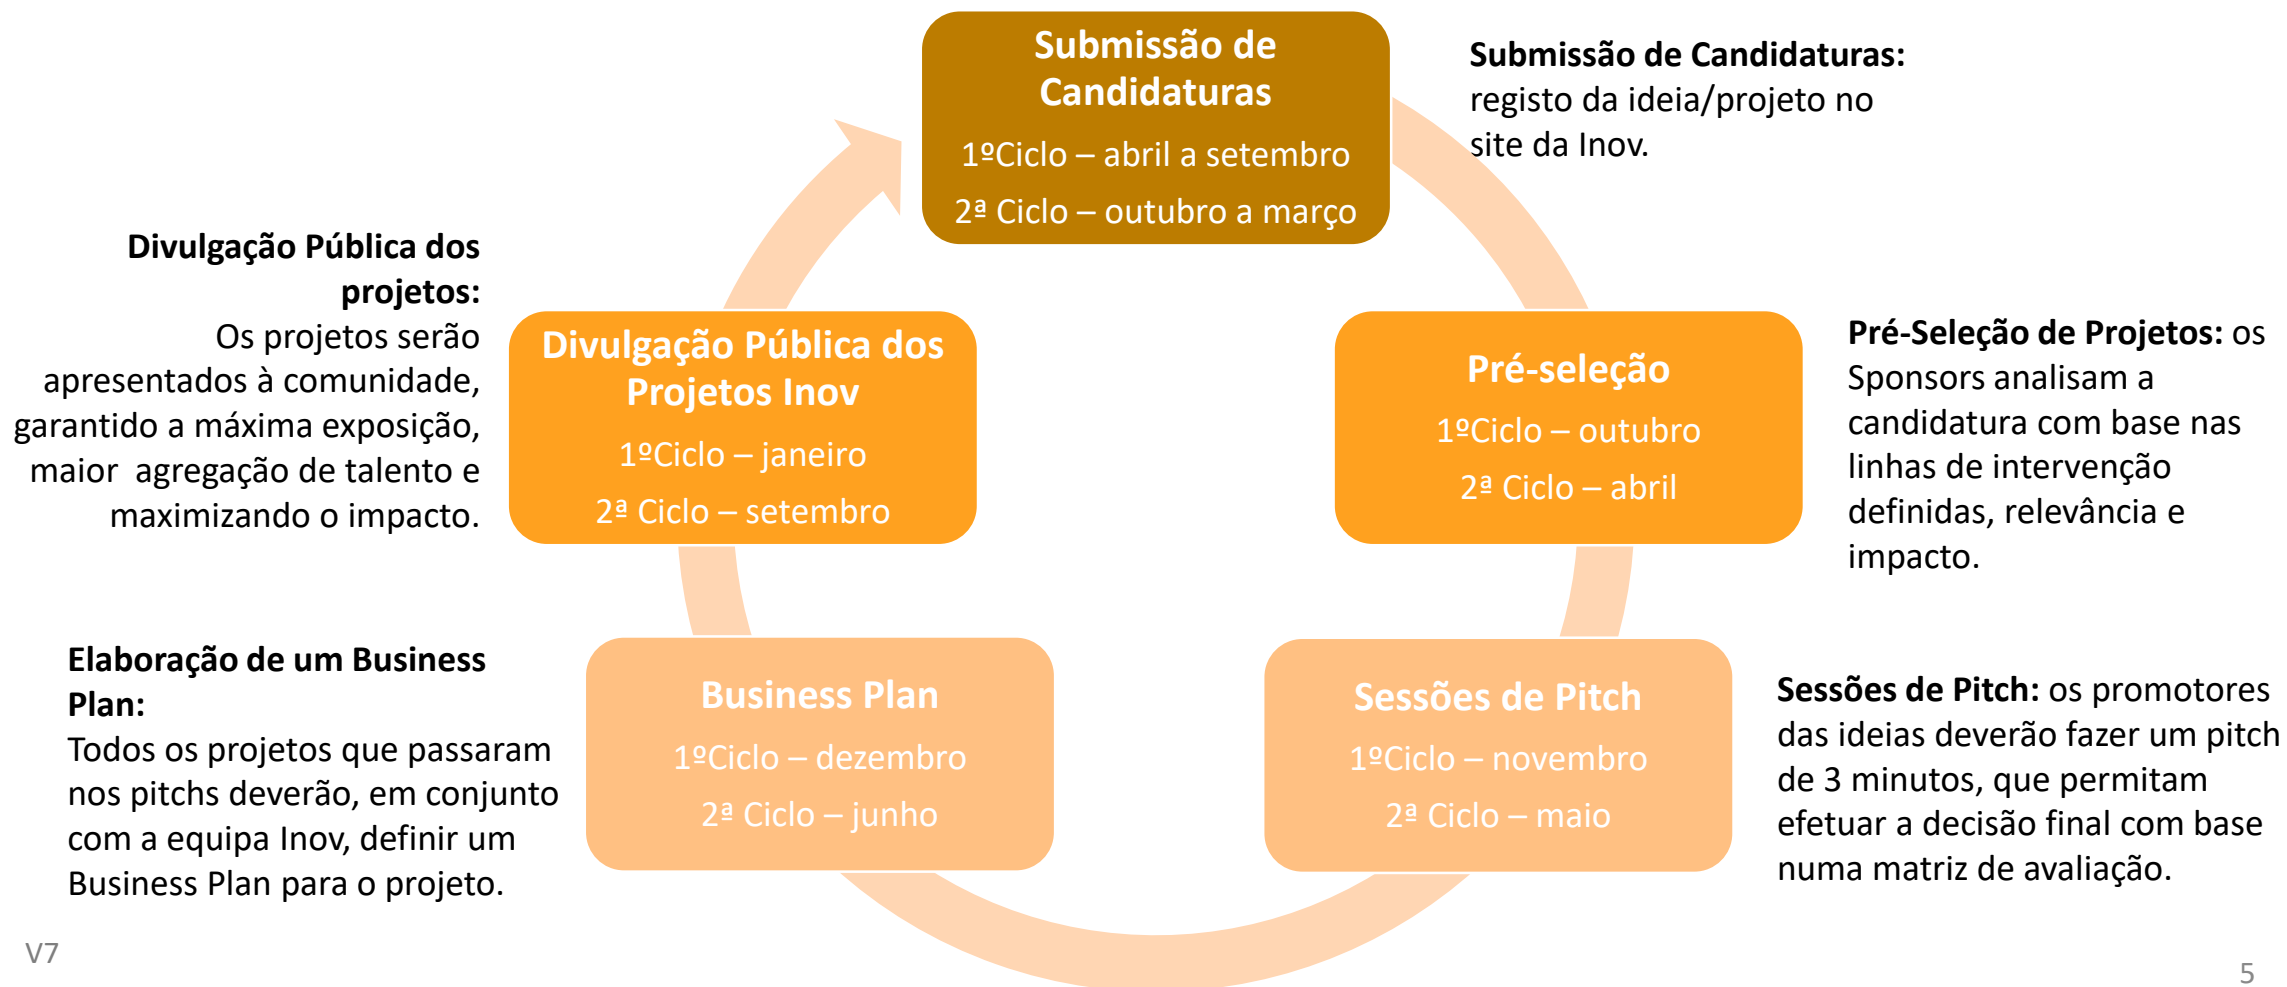 Submissão de
Candidaturas
1ºCiclo – abril a setembro
2ª Ciclo – outubro a março
Submissão de Candidaturas:
registo da ideia/projeto no
site da Inov.
Pré-seleção
1ºCiclo – outubro
2ª Ciclo – abril
Pré-Seleção de Projetos: os
Sponsors analisam a
candidatura com base nas
linhas de intervenção
definidas, relevância e
impacto.
Sessões de Pitch
1ºCiclo – novembro
2ª Ciclo – maio
Sessões de Pitch: os promotores
das ideias deverão fazer um pitch
de 3 minutos, que permitam
efetuar a decisão final com base
numa matriz de avaliação.
Business Plan
1ºCiclo – dezembro
2ª Ciclo – junho
Elaboração de um Business
Plan:
Todos os projetos que passaram
nos pitchs deverão, em conjunto
com a equipa Inov, definir um
Business Plan para o projeto.
Divulgação Pública dos
Projetos Inov
1ºCiclo – janeiro
2ª Ciclo – setembro
Divulgação Pública dos
projetos:
Os projetos serão
apresentados à comunidade,
garantido a máxima exposição,
maior  agregação de talento e
maximizando o impacto.
V7
5